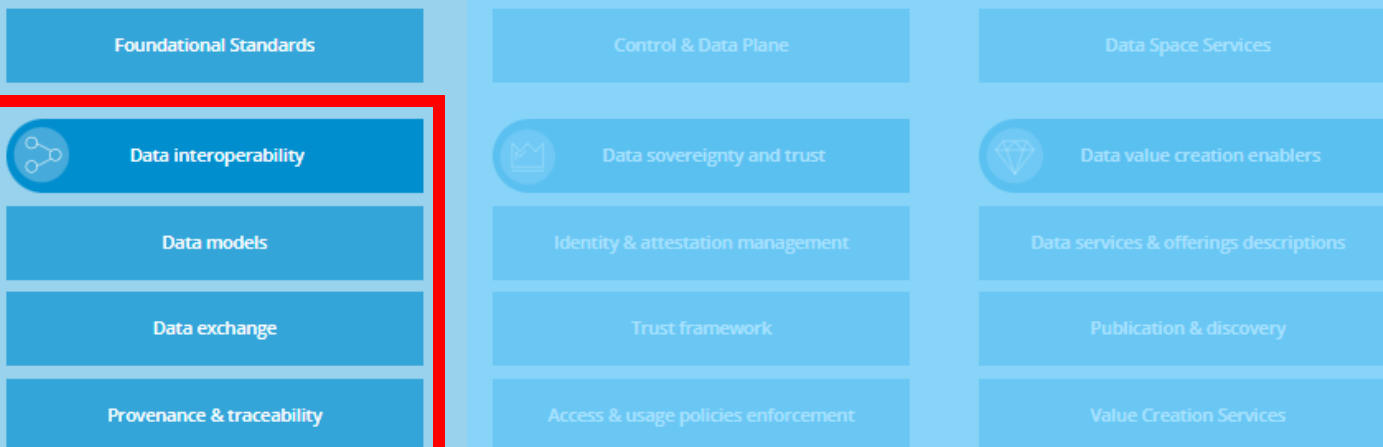 Foundational Standards
Control & Data Plane
Data Space Services
Data interoperability
Data sovereignty and trust
Data value creation enablers
Data models
Identity & attestation management
Data services & offerings descriptions
Data exchange
Trust framework
Publication & discovery
Provenance & traceability
Access & usage policies enforcement
Value Creation Services